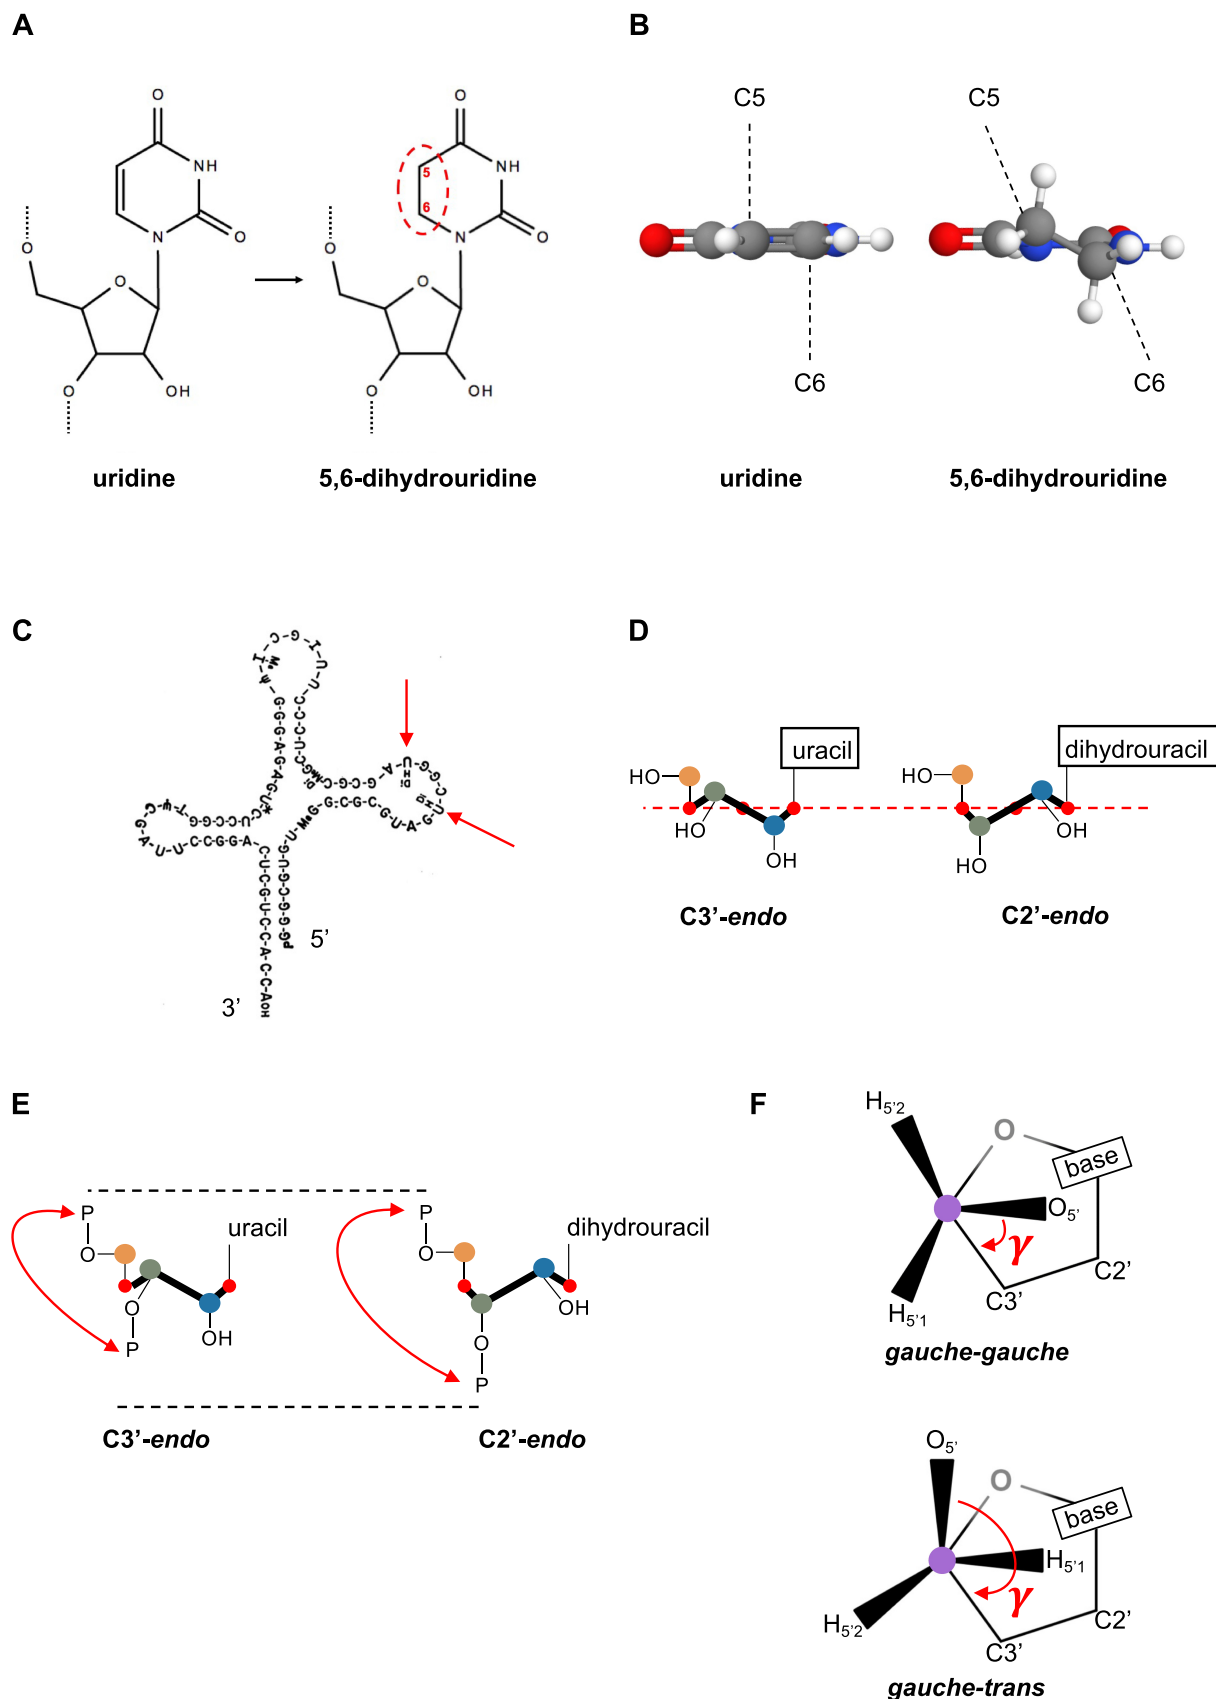 A
B
O
NH
N
O
O
O
O
OH
O
5
NH
6
N
O
O
O
O
OH
uridine
5,6-dihydrouridine
C5
C5
C6
C6
uridine
5,6-dihydrouridine
C
D
5'
3'
uracil
dihydrouracil
HO
HO
HO
OH
OH
HO
C3'-endo
C2'-endo
E
F
P
O
uracil
O
OH
P
P
O
dihydrouracil
OH
O
P
C3'-endo
C2'-endo
H5'2
O
base
O5'
γ
C2'
C3'
H5'1
gauche-gauche
O5'
O
base
H5'1
γ
H5'2
C2'
C3'
gauche-trans